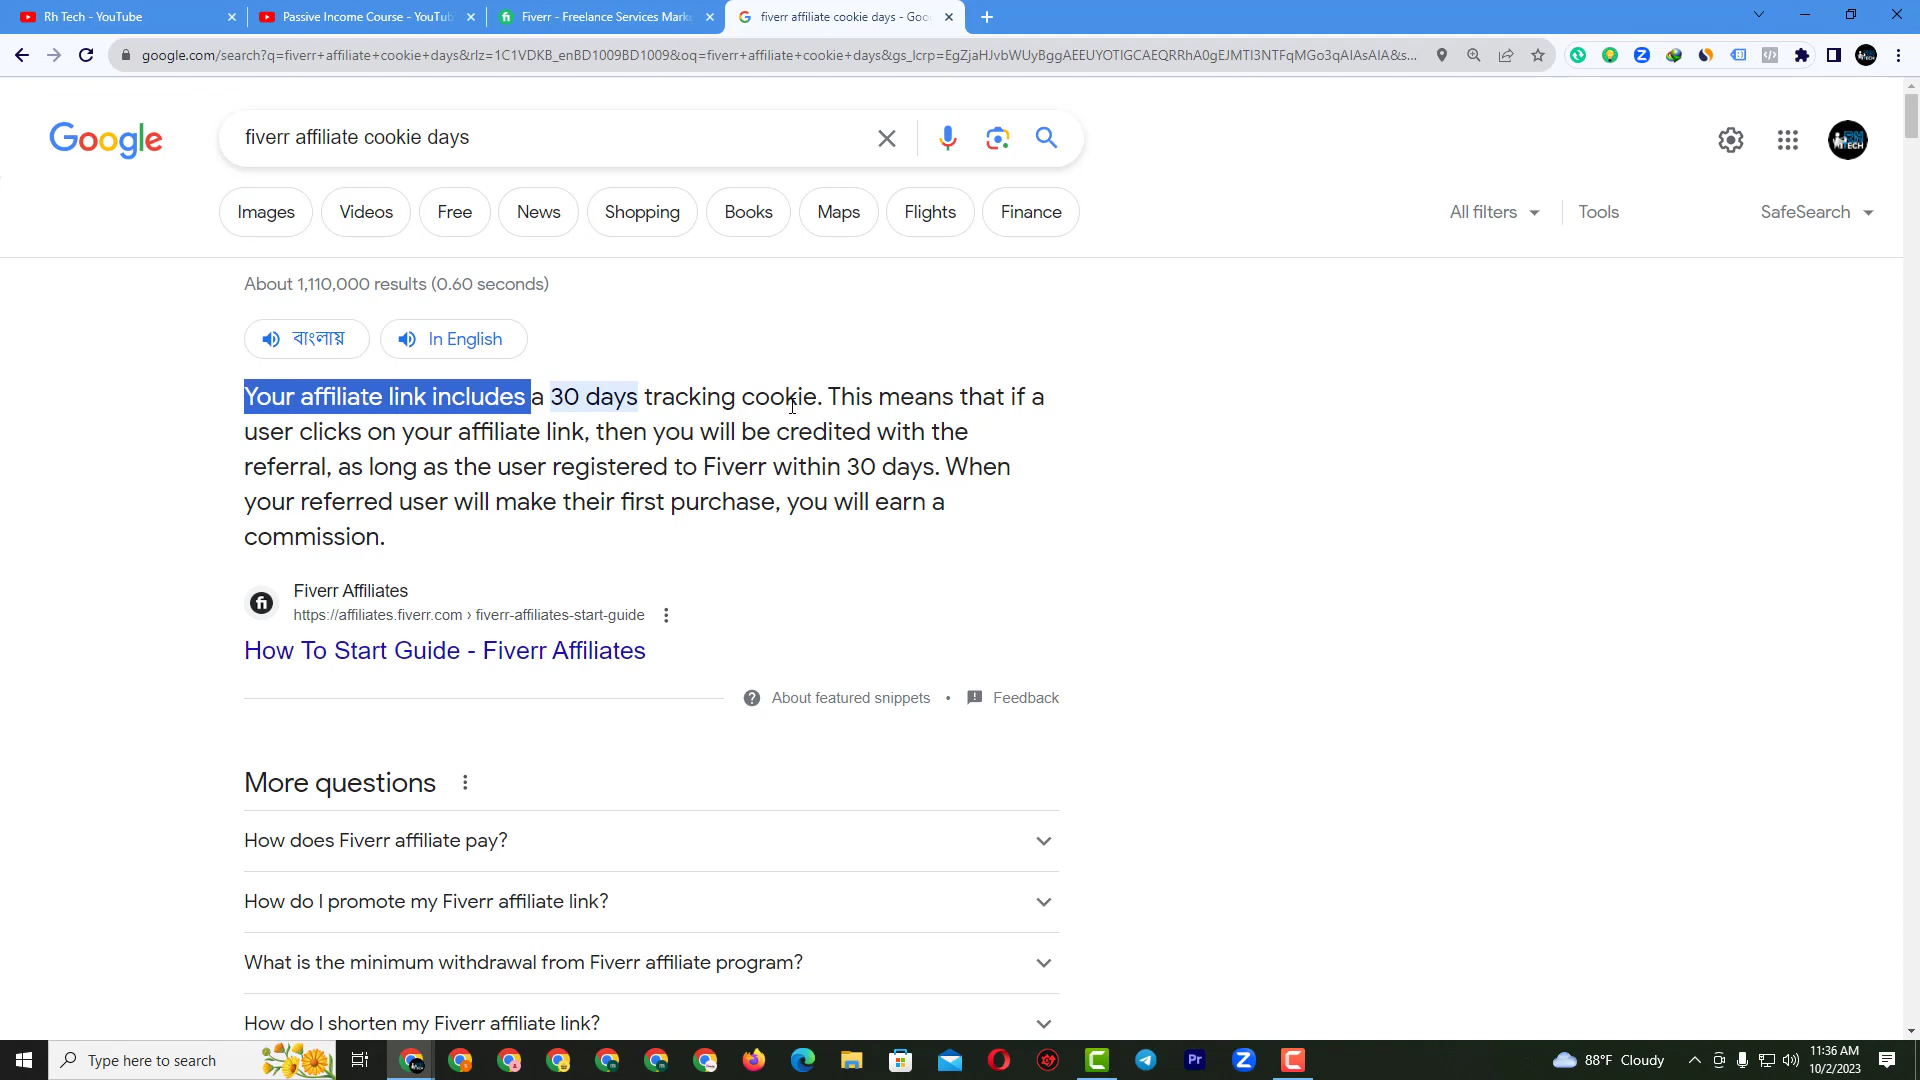 Rh Tech - YouTube
Passive Income Course - YouTub
Fiverr - Freelance Services Mark
fiverr affiliate cookie days - Goo
google.com/search?q=fiverr+affiliate+cookie+days&rlz=1C1VDKB_enBD1009BD1009&oq=fiverr+affiliate+cookie+days&gs_lcrp=EgZjaHJvbWUyBggAEEUYOTIGCAEQRRhA0gEJMTI3NTFqMGo3qAIAsAIA&s...
Google
fiverr affiliate cookie days
Images
Videos
Free
News
Shopping
Books
Maps
Flights
Finance
All filters
Tools
SafeSearch
About 1,110,000 results (0.60 seconds)
বাংলায়
In English
Your affiliate link includes a 30 days tracking cookie. This means that if a
user clicks on your affiliate link, then you will be credited with the
referral, as long as the user registered to Fiverr within 30 days. When
your referred user will make their first purchase, you will earn a
commission.
Fiverr Affiliates
https://affiliates.fiverr.com › fiverr-affiliates-start-guide
How To Start Guide - Fiverr Affiliates
About featured snippets • Feedback
More questions
How does Fiverr affiliate pay?
How do I promote my Fiverr affiliate link?
What is the minimum withdrawal from Fiverr affiliate program?
How do I shorten my Fiverr affiliate link?
Type here to search
88°F Cloudy
11:36 AM
10/2/2023